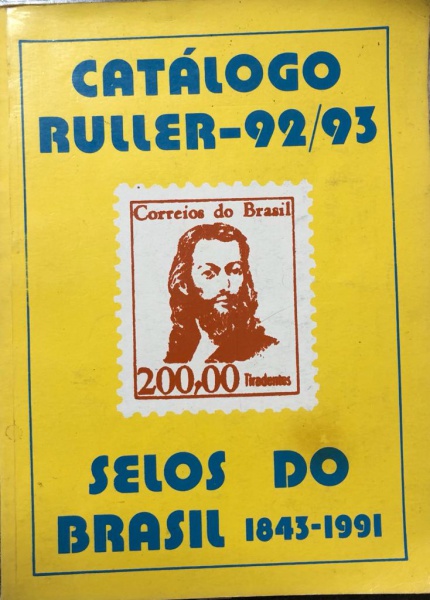 CATÁLOGO
RULLER-92/93
Correios do Brasil
200,00 Tiradentes
SELOS DO
BRASIL 1843-1991